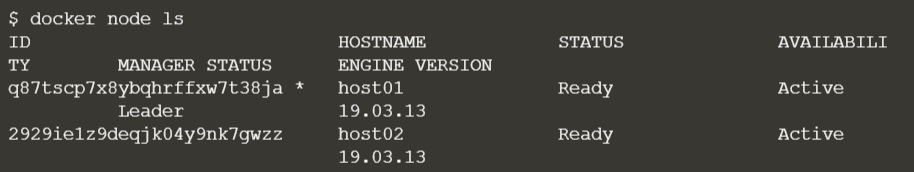 $ docker node ls
ID                            HOSTNAME            STATUS              AVAILABILI
TY        MANAGER STATUS      ENGINE VERSION
q87tscp7x8ybqhrffxw7t38ja *   host01              Ready               Active
          Leader              19.03.13
2929ie1z9deqjk04y9nk7gwzz     host02              Ready               Active
                              19.03.13